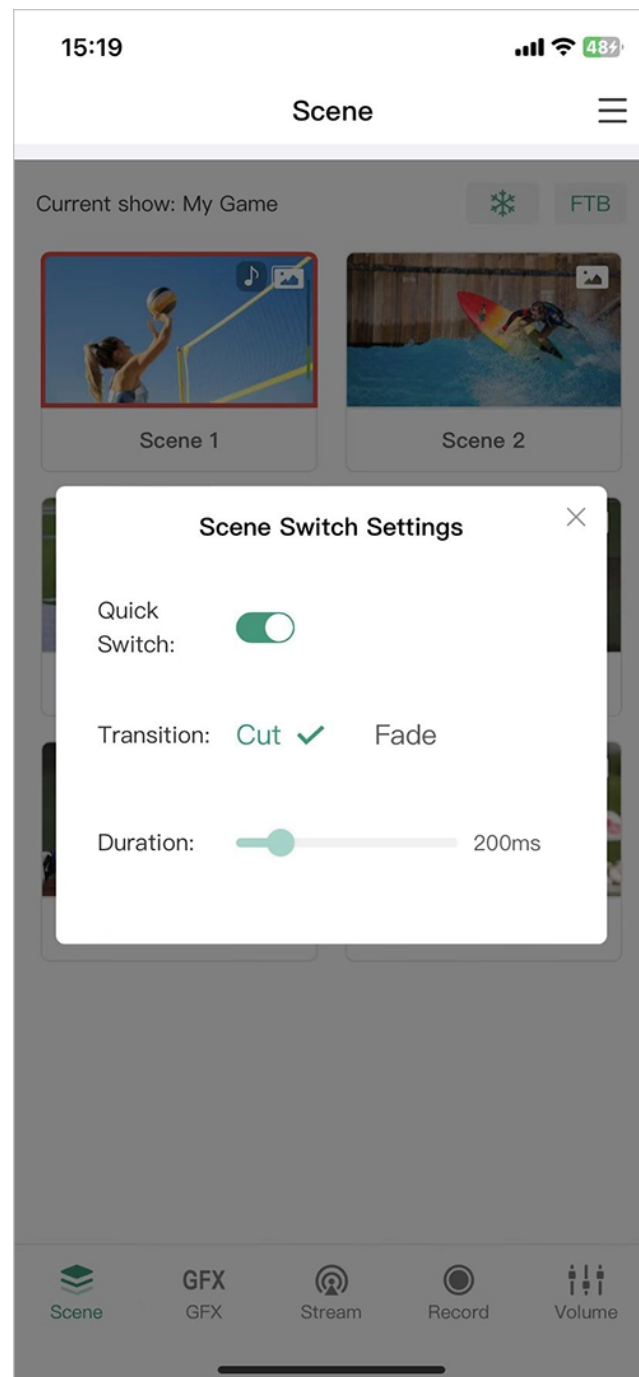 15:19
48
Scene
Current show: My Game
FTB
Scene 1
Scene 2
Scene Switch Settings
Quick
Switch:
Transition: Cut Fade
Duration: 200ms
GFX
Scene GFX Stream Record Volume